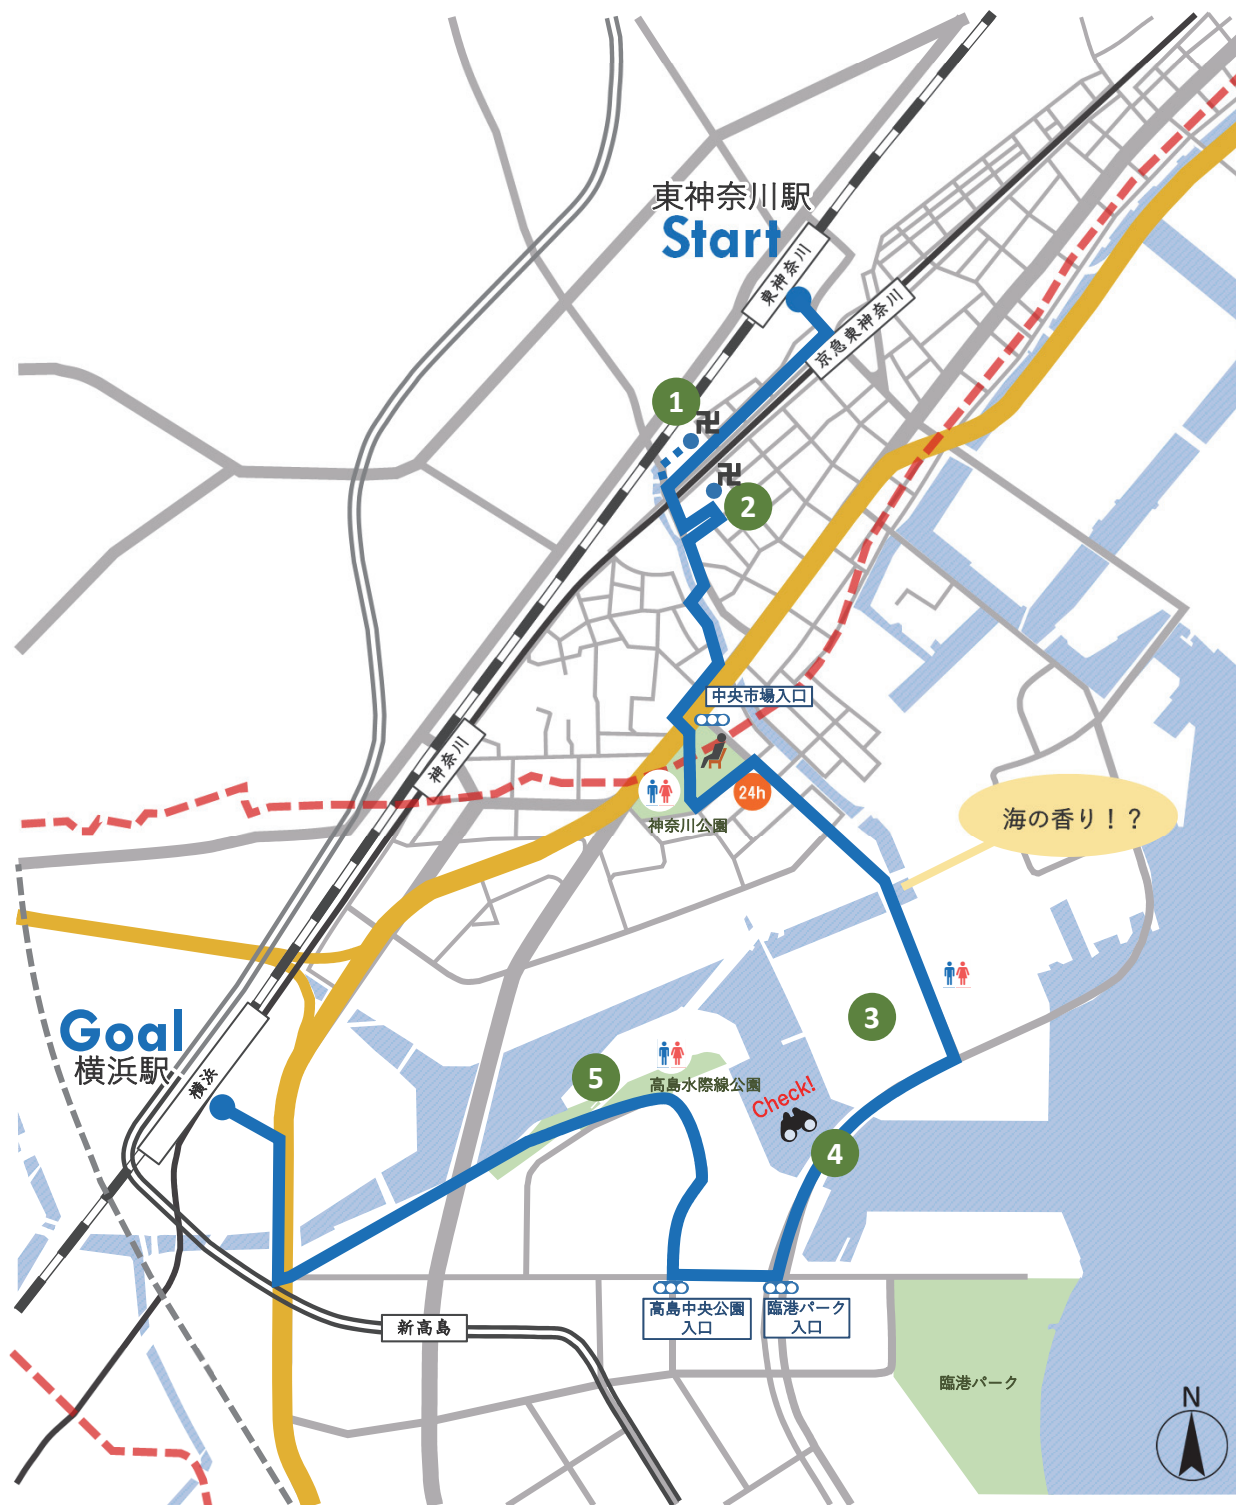 東神奈川駅
Start
東神奈川
京急東神奈川
1
卍
卍
2
中央市場入口
神奈川
24h
神奈川公園
海の香り！？
3
Goal
横浜駅
横浜
5
高島水際線公園
Check!
4
高島中央公園
入口
臨港パーク
入口
新高島
臨港パーク
N